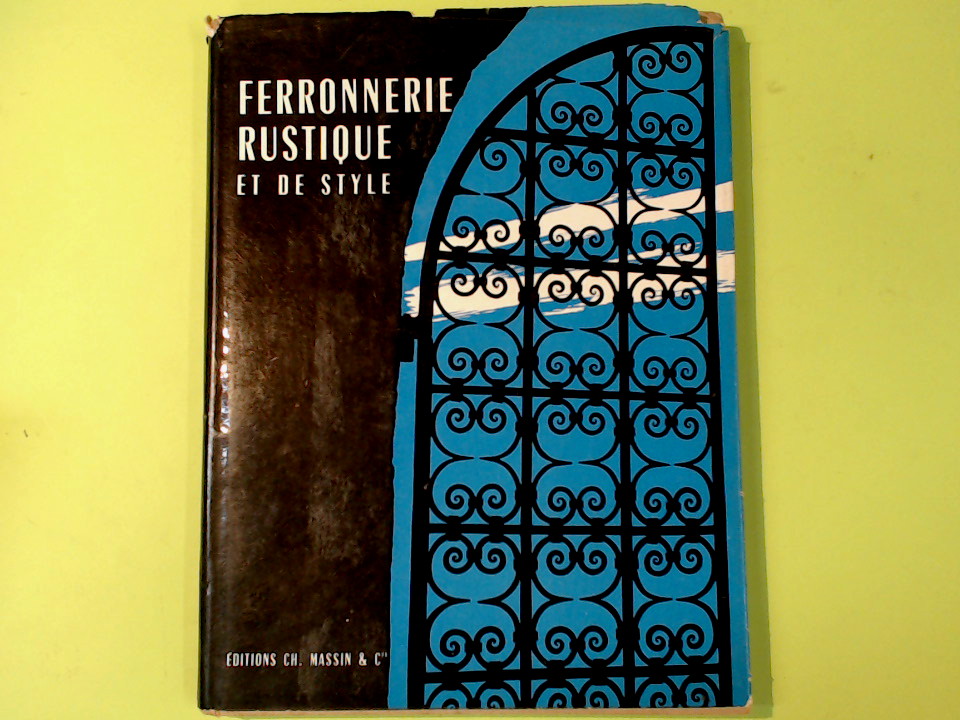 FERRONNERIE
RUSTIQUE
ET DE STYLE
ÉDITIONS CH. MASSIN & Cie